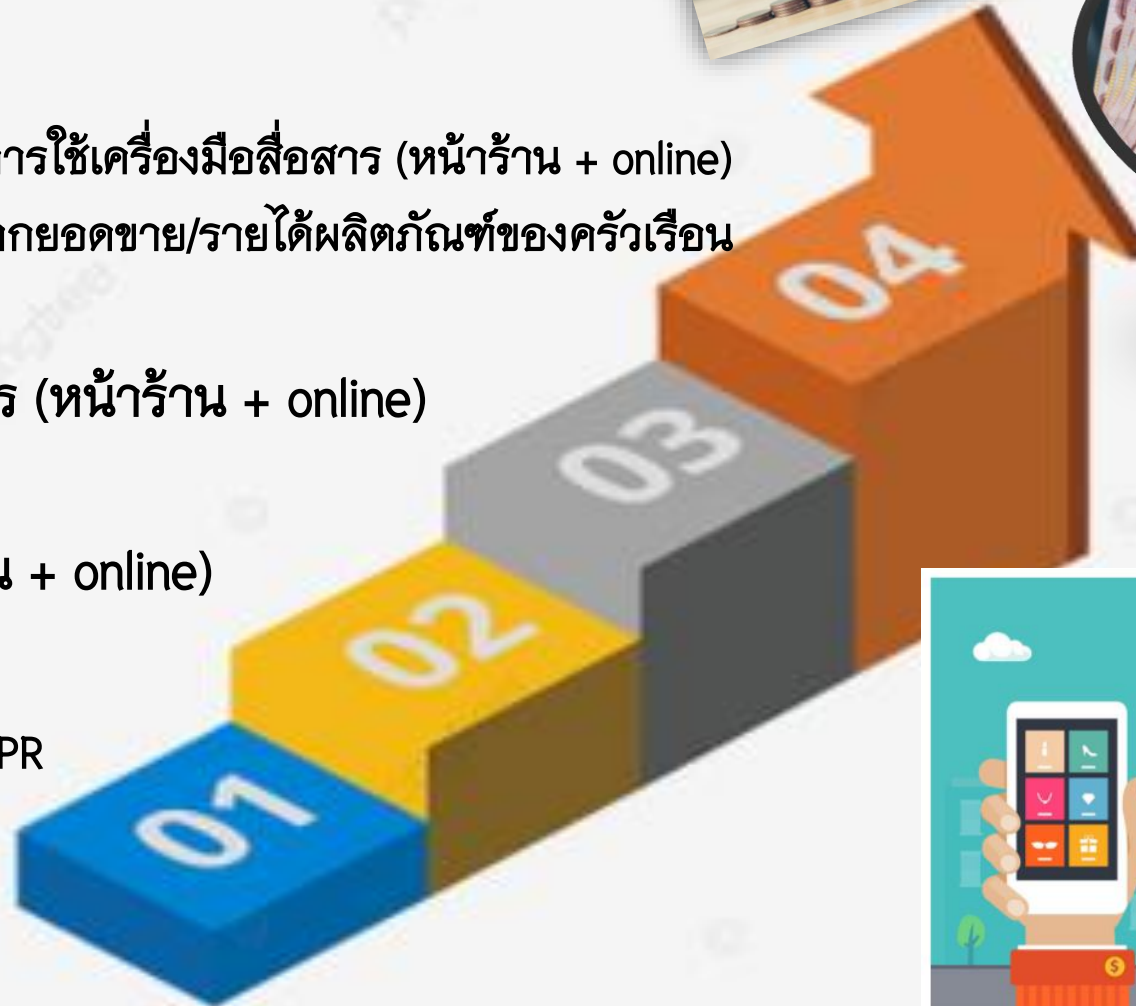 ารใช้เครื่องมือสื่อสาร (หน้าร้าน + online)
ากยอดขาย/รายได้ผลิตภัณฑ์ของครัวเรือน
04
ร (หน้าร้าน + online)
03
น + online)
02
PR
01